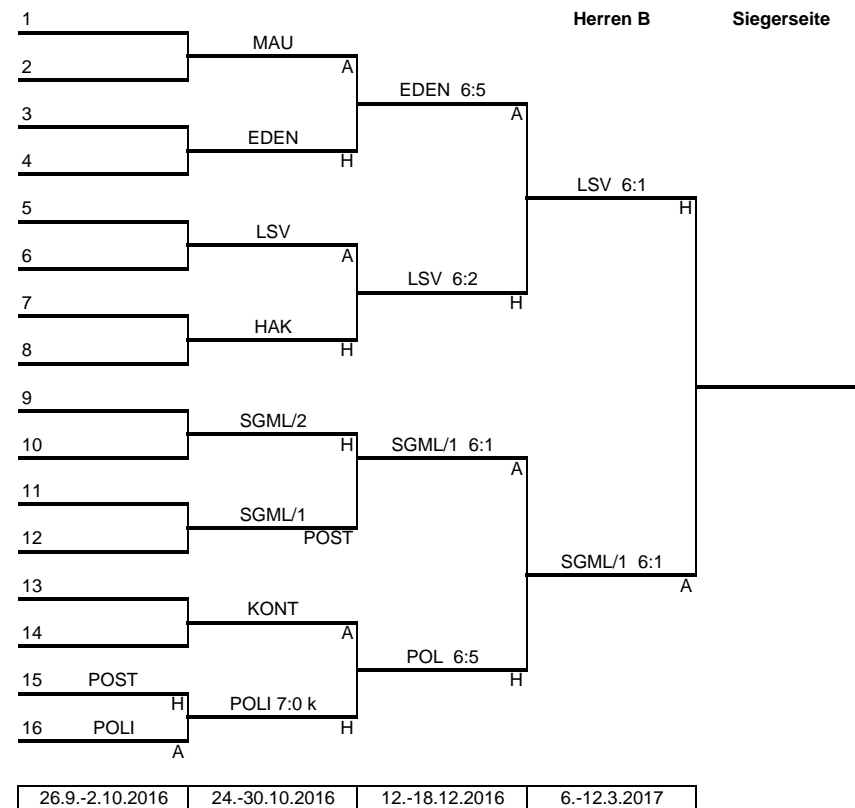 1 Herren B Siegerseite
MAU
2 A
EDEN 6:5
3 A
EDEN
4 H
LSV 6:1
5 H
LSV
6 A
LSV 6:2
7 H
HAK
8 H
9
SGML/2
10 H SGML/1 6:1
A
11
SGML/1
12 POST
SGML/1 6:1
13 A
KONT
14 A
POL 6:5
15 POST H
H POLI 7:0 k
16 POLI H
A
26.9.-2.10.2016 24.-30.10.2016 12.-18.12.2016 6.-12.3.2017